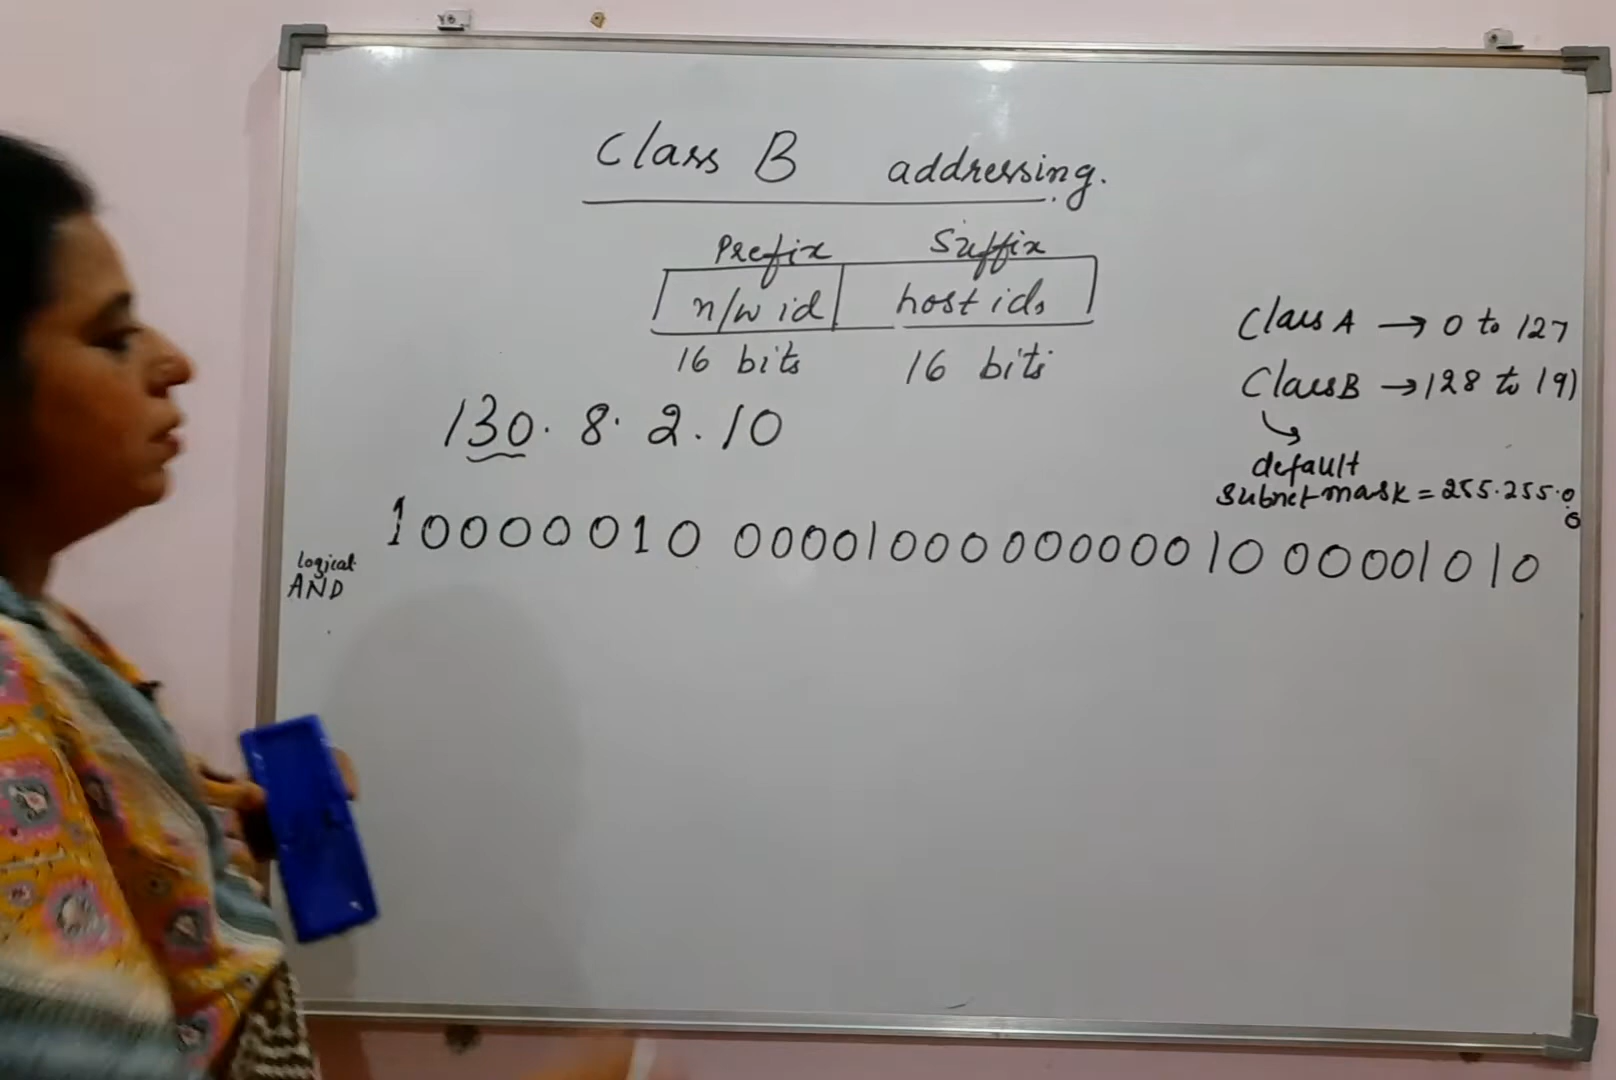 Class B addressing.
Prefix Suffix
n/w id host ids
16 bits 16 bits
Class A → 0 to 127
Class B → 128 to 191
130. 8. 2. 10
default
subnet mask = 255.255.0.0
10000010 00001000 00000010 00001010
logical
AND